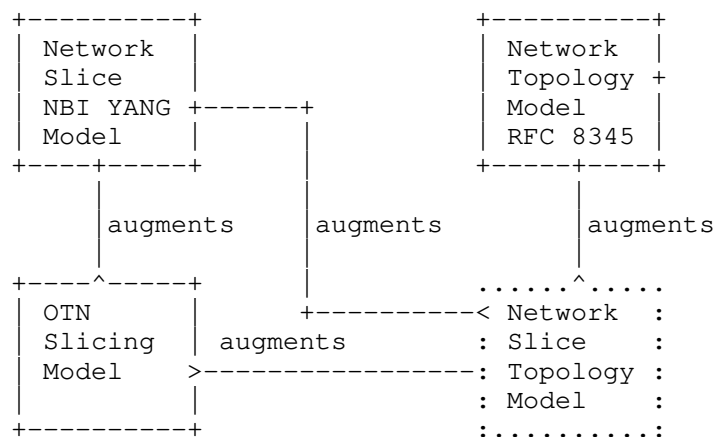 Network
Slice
NBI YANG
Model
Network
Topology
Model
RFC 8345
augments
augments
augments
OTN
Slicing
Model
augments
Network
Slice
Topology
Model